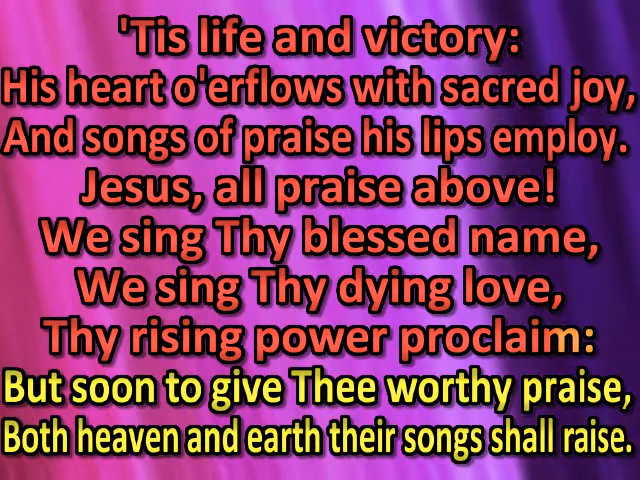 'Tis life and victory:
His heart o'erflows with sacred joy,
And songs of praise his lips employ.
Jesus, all praise above!
We sing Thy blessed name,
We sing Thy dying love,
Thy rising power proclaim:
But soon to give Thee worthy praise,
Both heaven and earth their songs shall raise.